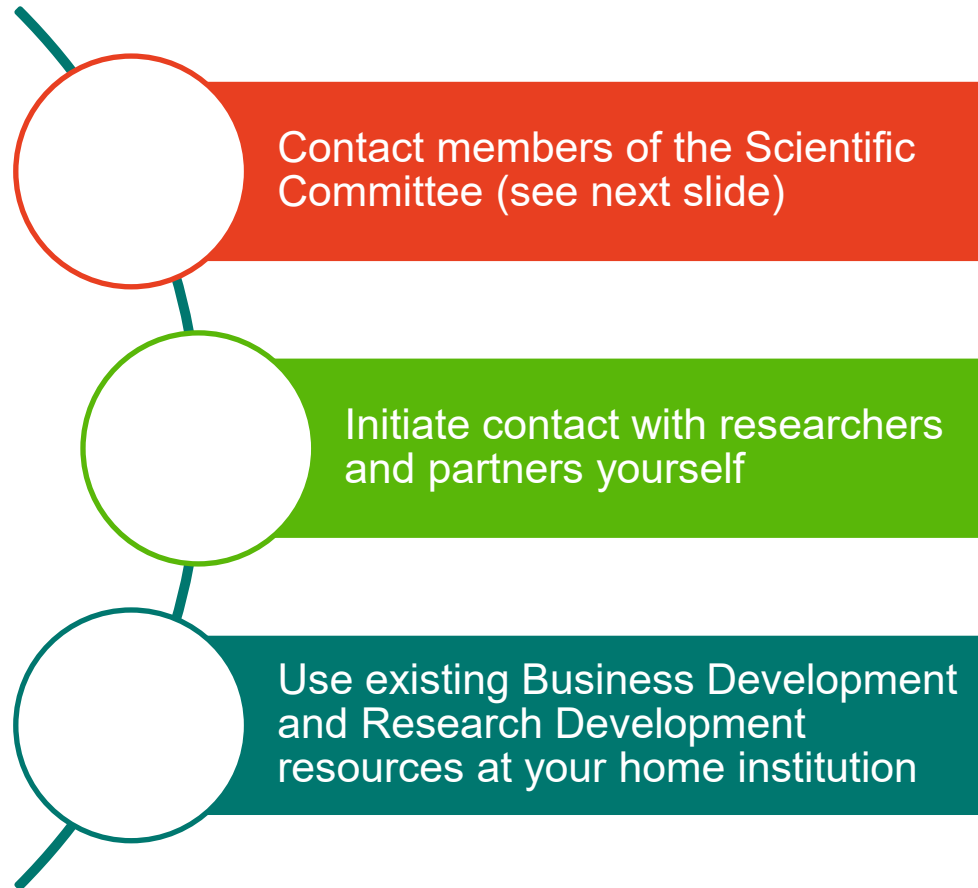 Contact members of the Scientific
Committee (see next slide)
Initiate contact with researchers
and partners yourself
Use existing Business Development
and Research Development
resources at your home institution